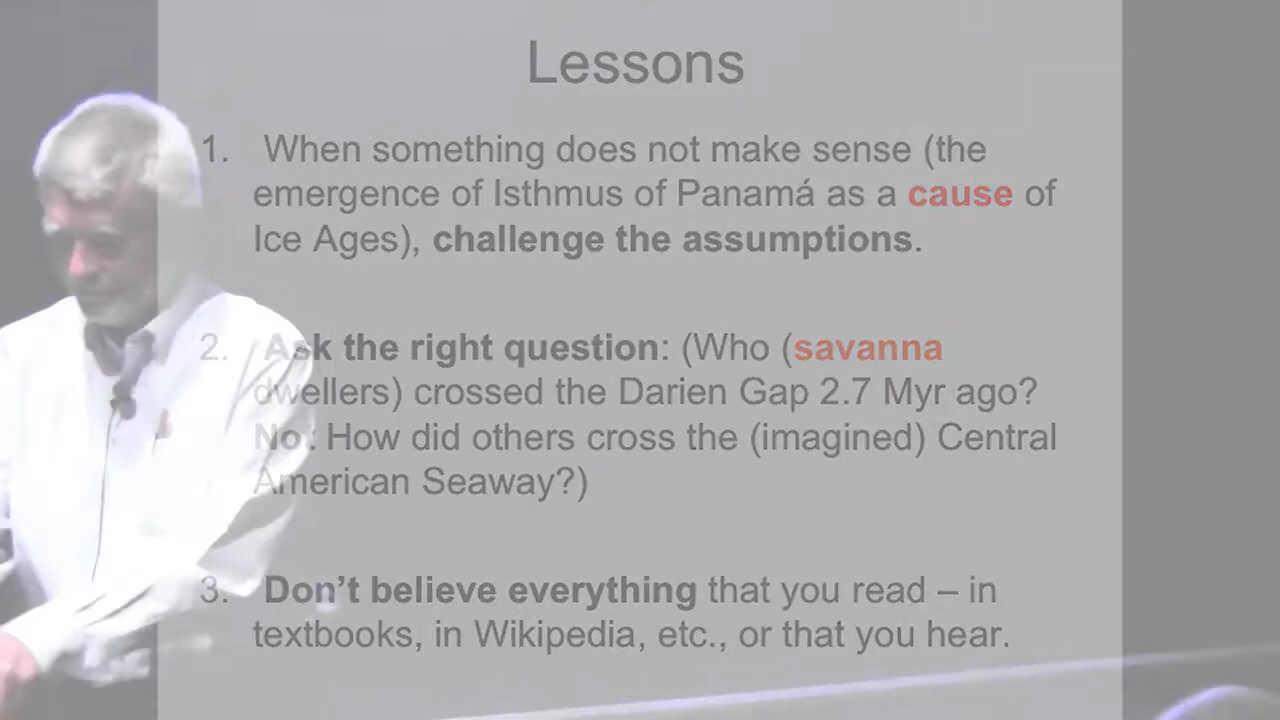 Lessons
1. When something does not make sense (the
emergence of Isthmus of Panamá as a cause of
Ice Ages), challenge the assumptions.
2. Ask the right question: (Who (savanna
dwellers) crossed the Darien Gap 2.7 Myr ago?
Not: How did others cross the (imagined) Central
American Seaway?)
3. Don’t believe everything that you read – in
textbooks, in Wikipedia, etc., or that you hear.